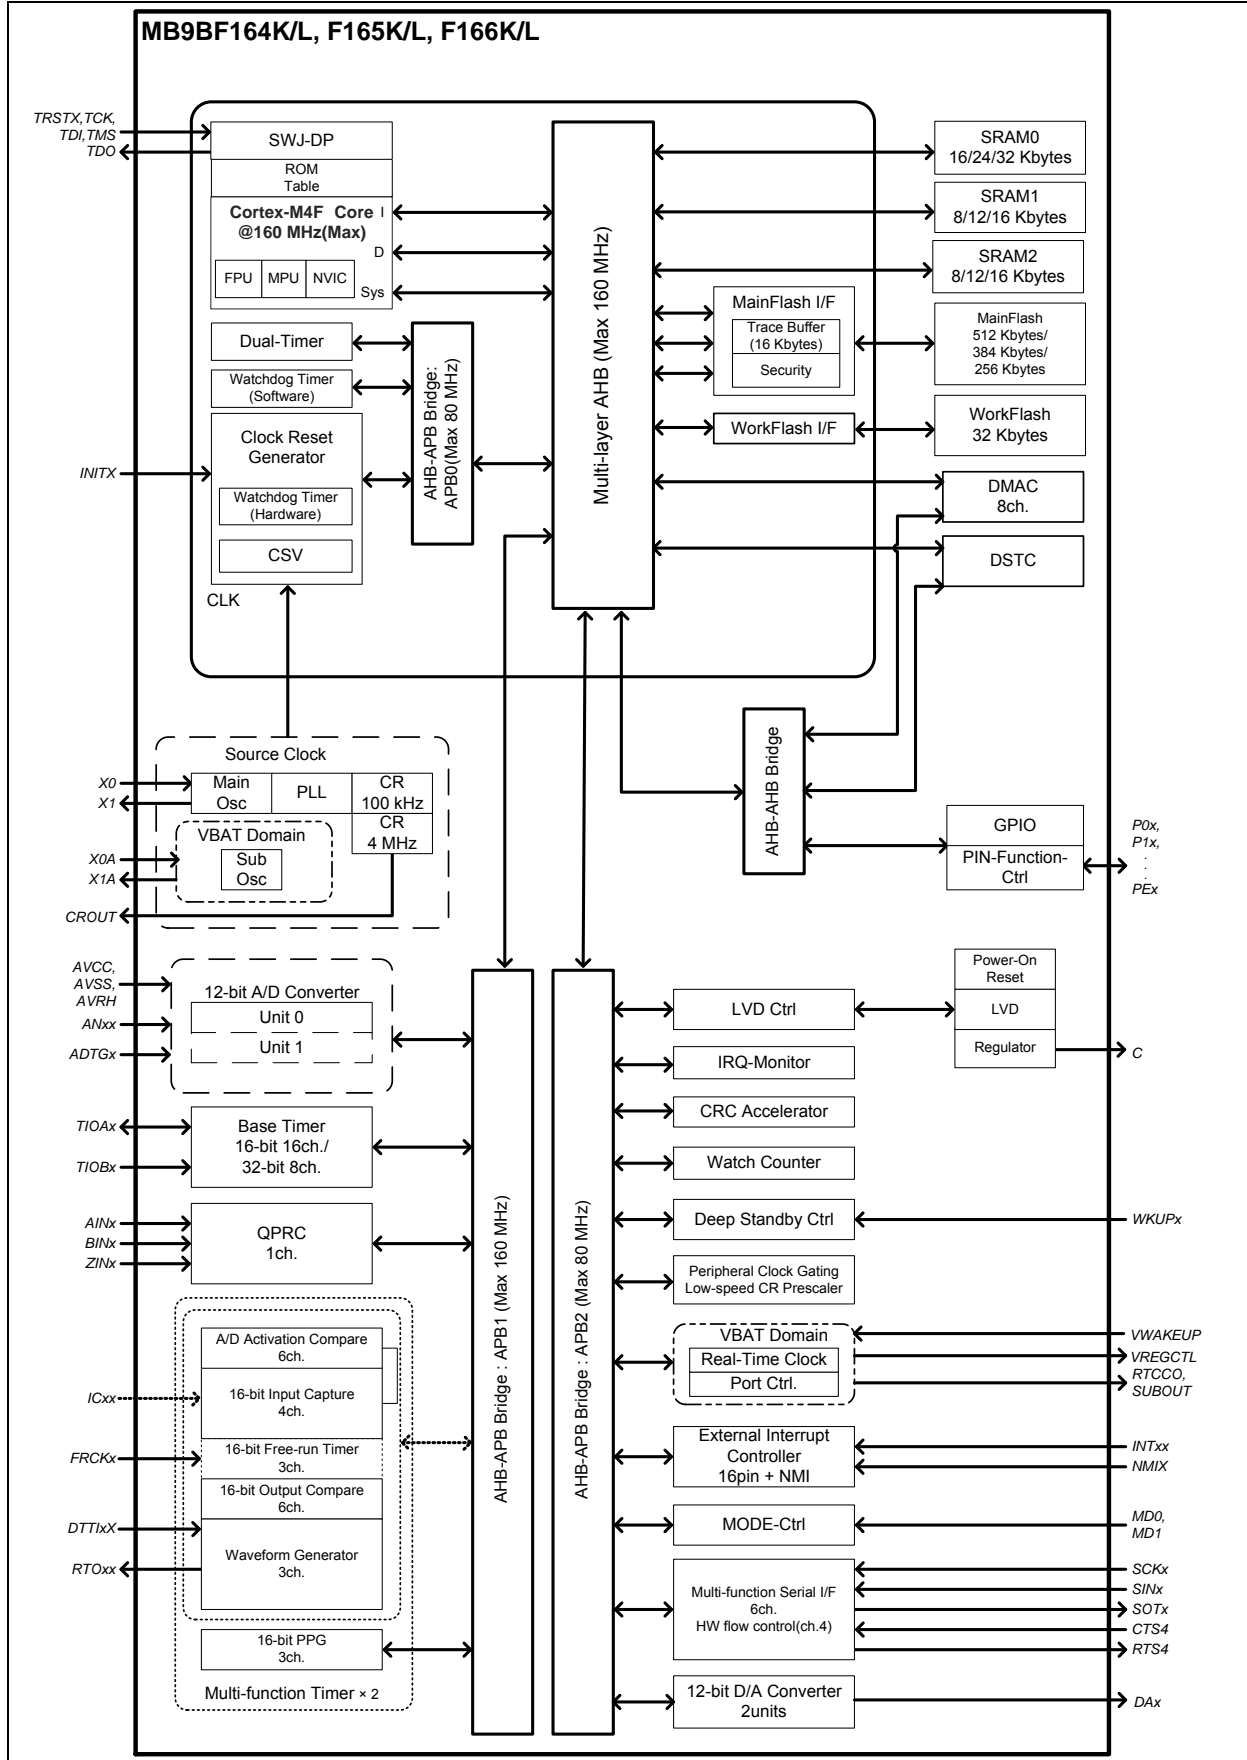 MB9BF164K/L, F165K/L, F166K/L
TRSTX,TCK,
TDI,TMS
TDO
SWJ-DP
ROM
Table
Cortex-M4F Core
@160 MHz(Max)
I
D
Sys
FPU
MPU
NVIC
Dual-Timer
Watchdog Timer
(Software)
Clock Reset
Generator
Watchdog Timer
(Hardware)
CSV
CLK
INITX
AHB-APB Bridge:
APB0(Max 80 MHz)
Multi-layer AHB (Max 160 MHz)
SRAM0
16/24/32 Kbytes
SRAM1
8/12/16 Kbytes
SRAM2
8/12/16 Kbytes
MainFlash I/F
Trace Buffer
(16 Kbytes)
Security
MainFlash
512 Kbytes/
384 Kbytes/
256 Kbytes
WorkFlash I/F
WorkFlash
32 Kbytes
DMAC
8ch.
DSTC
AHB-AHB Bridge
GPIO
PIN-Function-
Ctrl
P0x,
P1x,
.
.
PEx
Source Clock
X0
X1
Main
Osc
PLL
CR
100 kHz
CR
4 MHz
VBAT Domain
Sub
Osc
X0A
X1A
CROUT
AVCC,
AVSS,
AVRH
ANxx
ADTGx
12-bit A/D Converter
Unit 0
Unit 1
TIOAx
TIOBx
Base Timer
16-bit 16ch./
32-bit 8ch.
AINx
BINx
ZINx
QPRC
1ch.
A/D Activation Compare
6ch.
ICxx
16-bit Input Capture
4ch.
FRCKx
16-bit Free-run Timer
3ch.
16-bit Output Compare
6ch.
DTTIxX
RTOxx
Waveform Generator
3ch.
16-bit PPG
3ch.
Multi-function Timer × 2
AHB-APB Bridge : APB1 (Max 160 MHz)
AHB-APB Bridge : APB2 (Max 80 MHz)
LVD Ctrl
Power-On
Reset
LVD
Regulator
C
IRQ-Monitor
CRC Accelerator
Watch Counter
Deep Standby Ctrl
WKUPx
Peripheral Clock Gating
Low-speed CR Prescaler
VBAT Domain
Real-Time Clock
Port Ctrl.
VWAKEUP
VREGCTL
RTCCO,
SUBOUT
External Interrupt
Controller
16pin + NMI
INTxx
NMIX
MODE-Ctrl
MD0,
MD1
Multi-function Serial I/F
6ch.
HW flow control(ch.4)
SCKx
SINx
SOTx
CTS4
RTS4
12-bit D/A Converter
2units
DAx